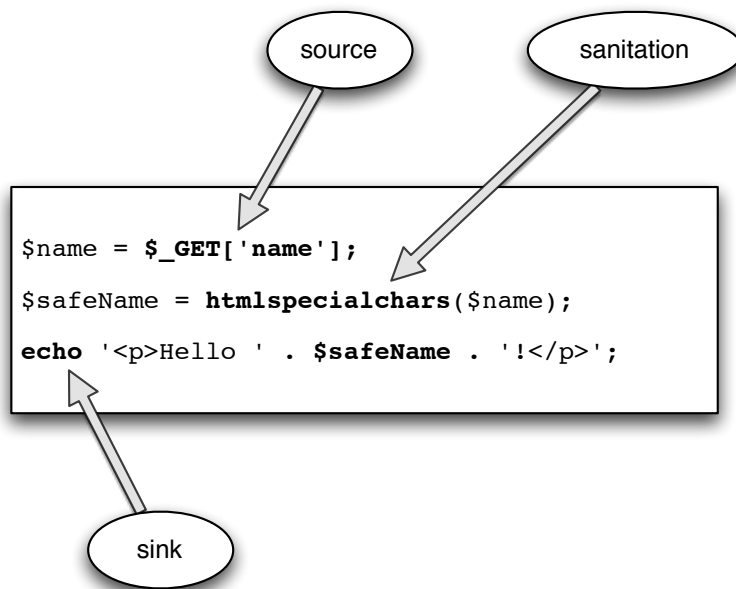 source
sanitation
$name = $_GET['name'];
$safeName = htmlspecialchars($name);
echo '<p>Hello ' . $safeName . '!</p>';
sink